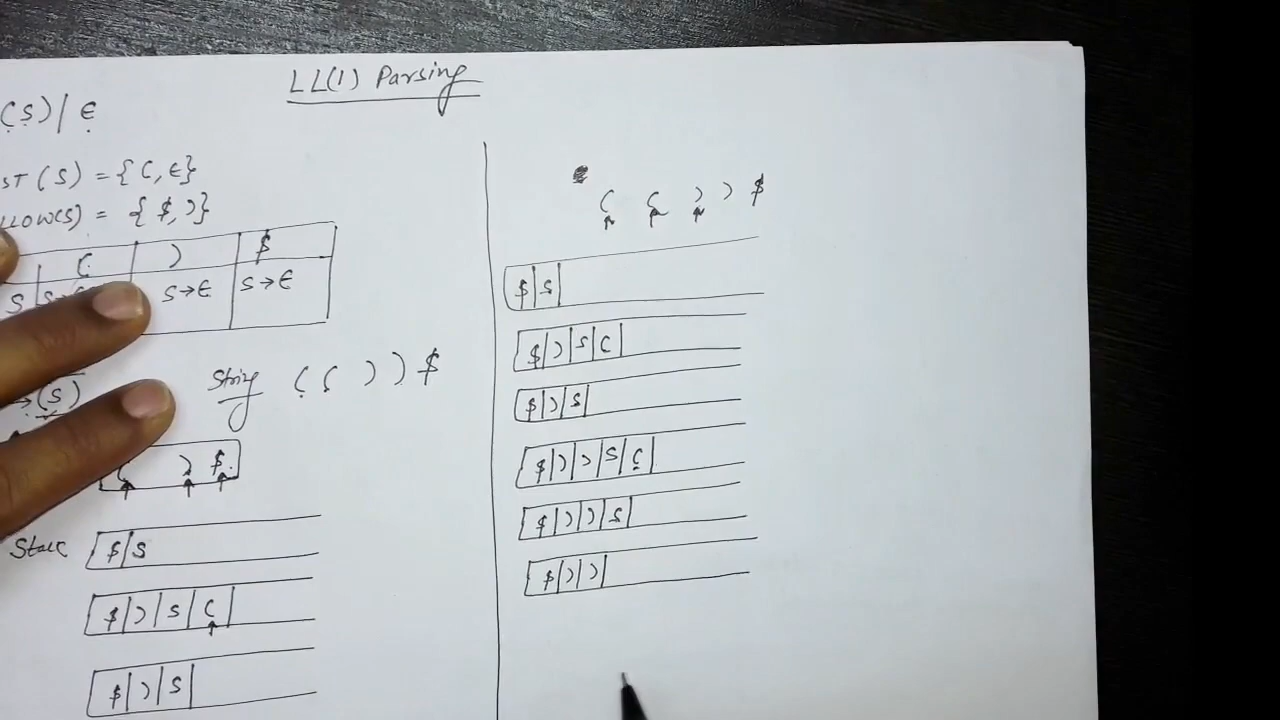 LL(1) Parsing
(S) | ε
ST (S) = {(, ε}
LLOW(S) = {$, )}
( ) $
S S→ε S→ε
String ( ( ) ) $
→(S)
( ) $
Stack $ S
$ ) S (
$ ) S
( ( ) ) $
$ S
$ ) S (
$ ) S
$ ) ) S (
$ ) ) S
$ ) )